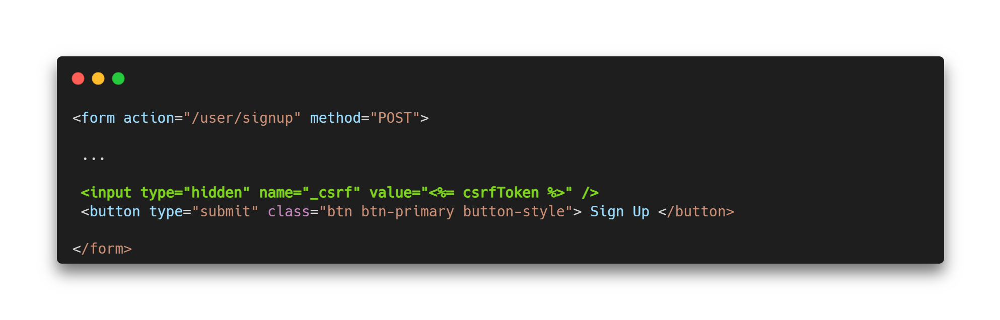 <form action="/user/signup" method="POST">
...
<input type="hidden" name="_csrf" value="<%= csrfToken %>" />
<button type="submit" class="btn btn-primary button-style"> Sign Up </button>
</form>